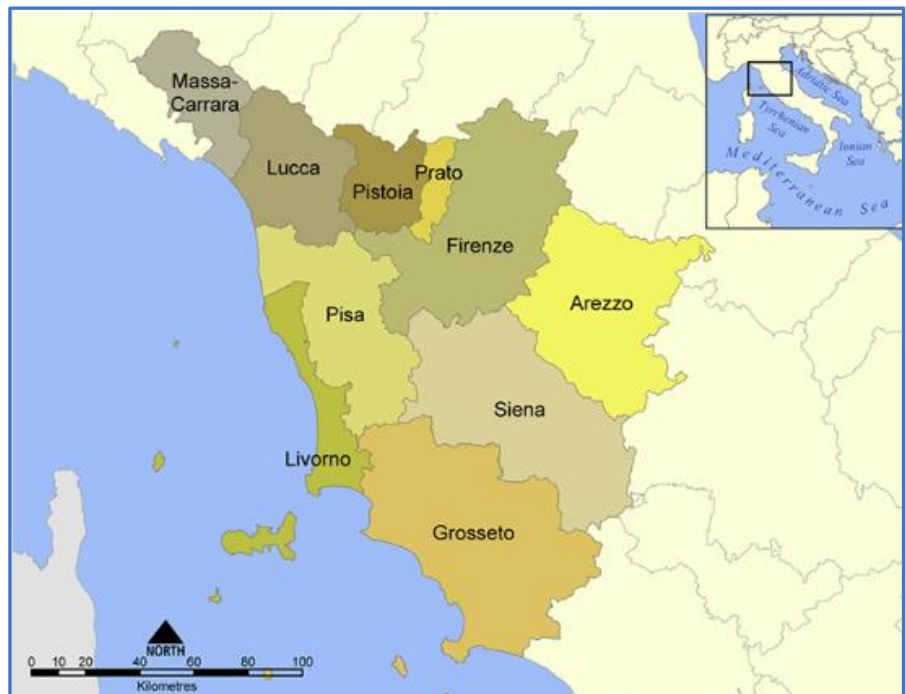 Massa-
Carrara
Lucca
Pistoia
Prato
Firenze
Arezzo
Pisa
Siena
Livorno
Grosseto
NORTH
0 10 20 40 60 80 100
Kilometres
Adriatic Sea
Tyrrhenian
Sea
Ionian
Sea
Mediterranean Sea